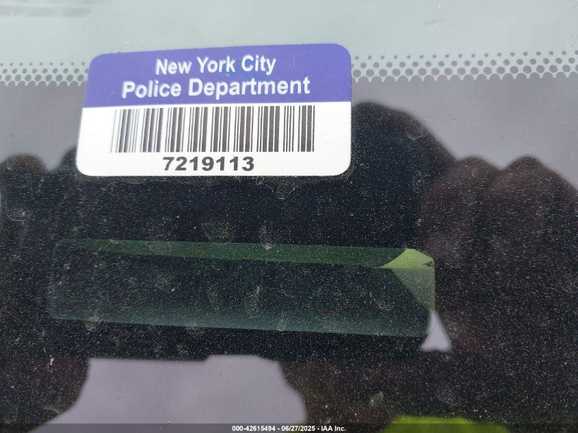 New York City
Police Department
7219113
000-42615494 - 06/27/2025 - IAA Inc.